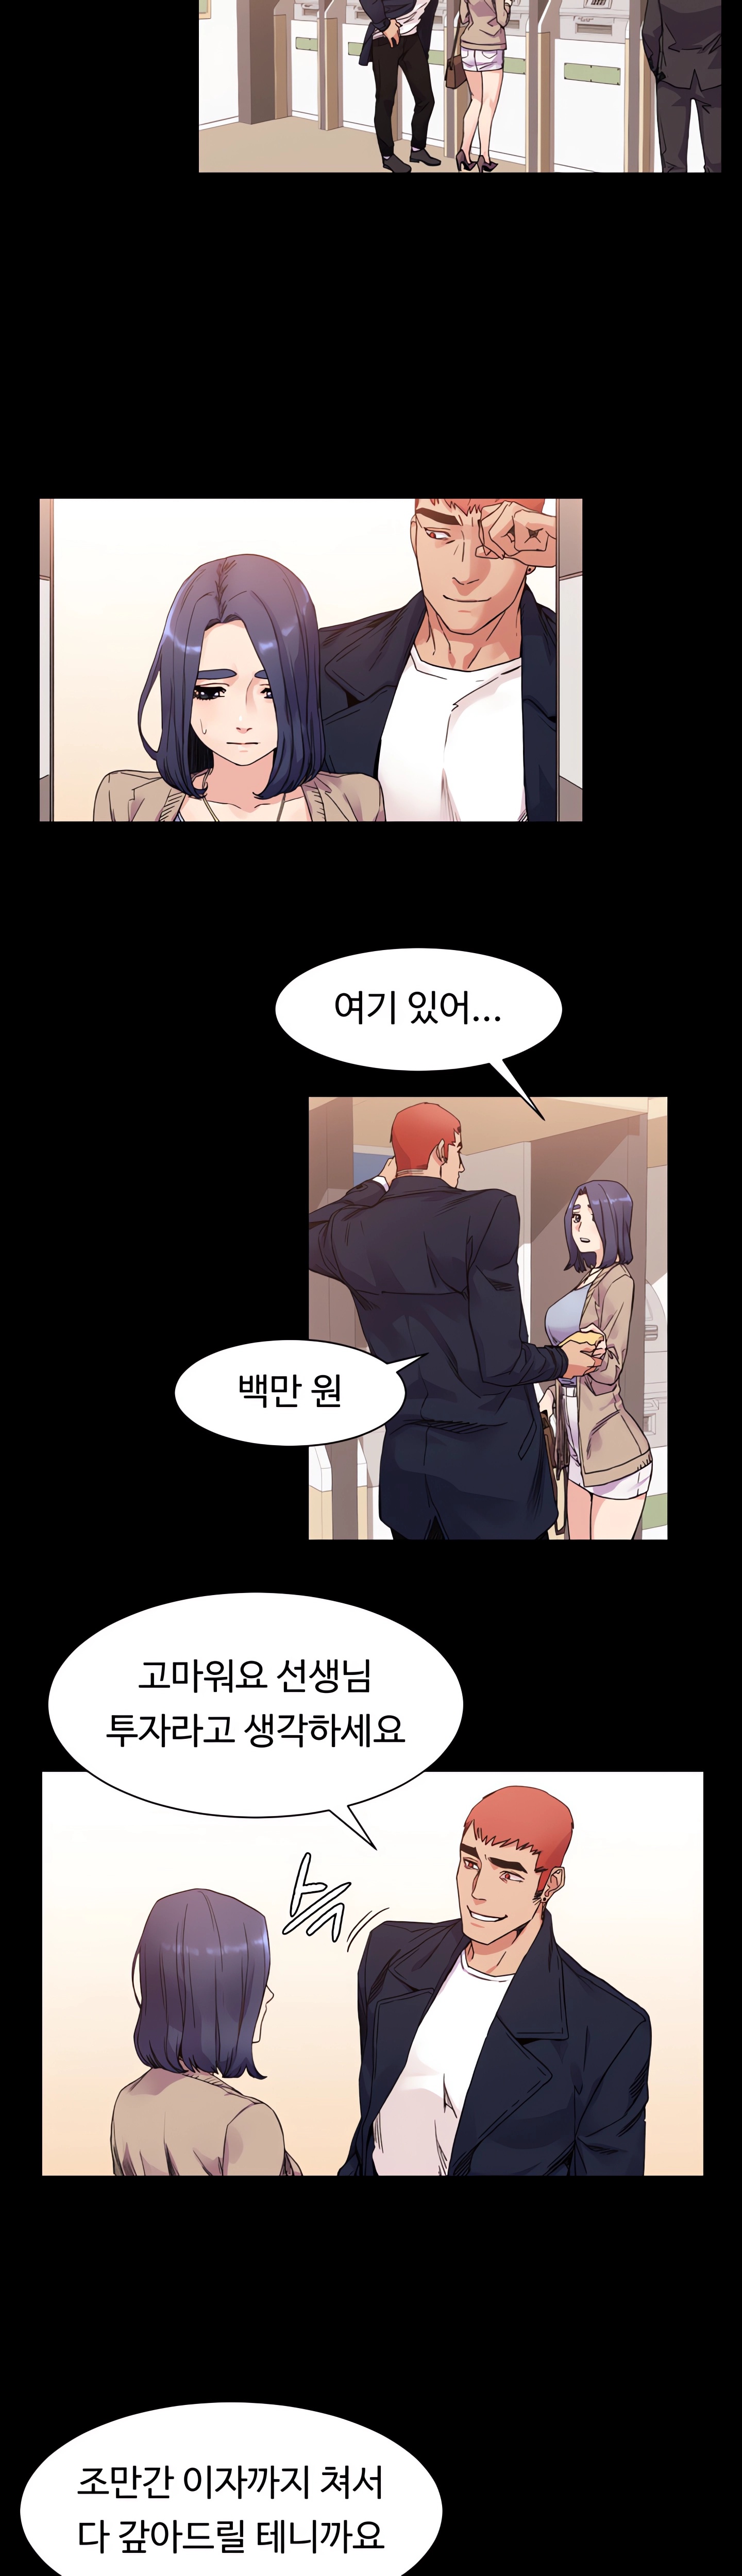 여기 있어...
백만 원
고마워요 선생님
투자라고 생각하세요
스윽
조만간 이자까지 쳐서
다 갚아드릴 테니까요